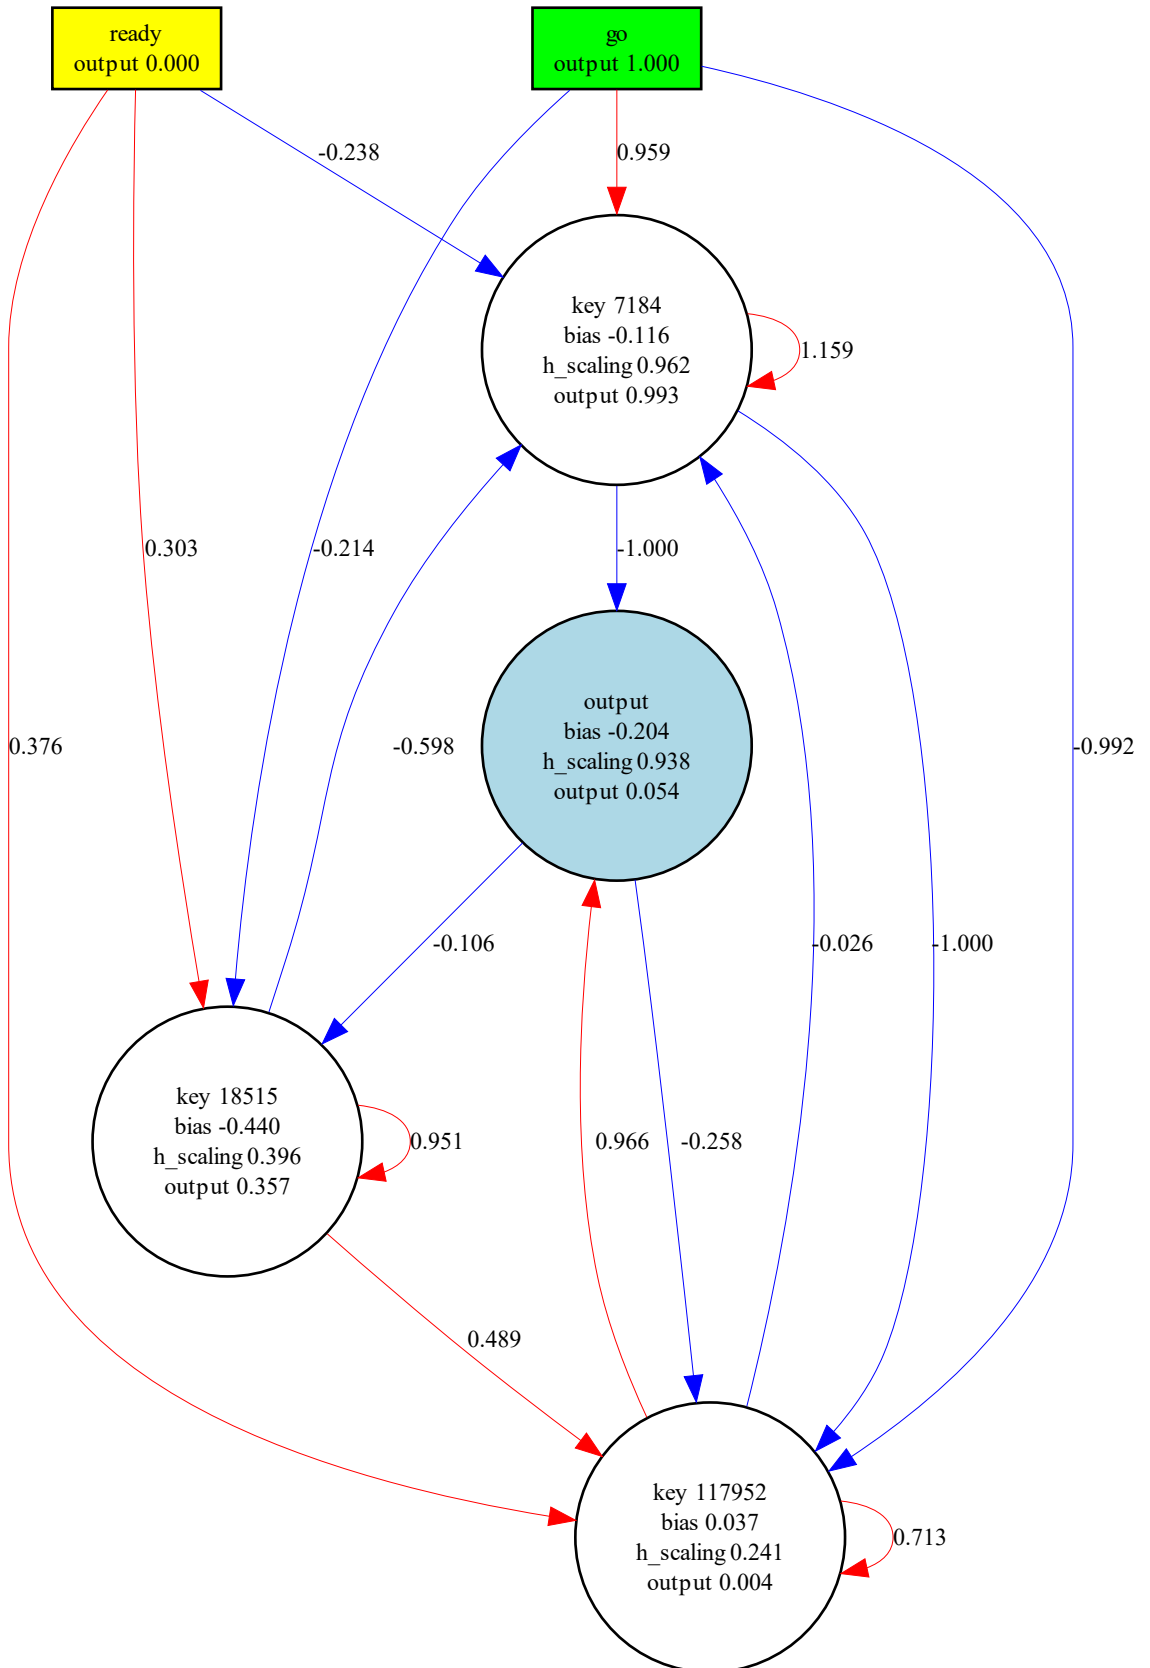 ready
output 0.000
go
output 1.000
-0.238
0.959
key 7184
bias -0.116
h_scaling 0.962
output 0.993
1.159
0.303
-0.214
-1.000
output
bias -0.204
h_scaling 0.938
output 0.054
0.376
-0.598
-0.992
-0.106
-0.026
-1.000
key 18515
bias -0.440
h_scaling 0.396
output 0.357
0.951
0.966
-0.258
0.489
key 117952
bias 0.037
h_scaling 0.241
output 0.004
0.713